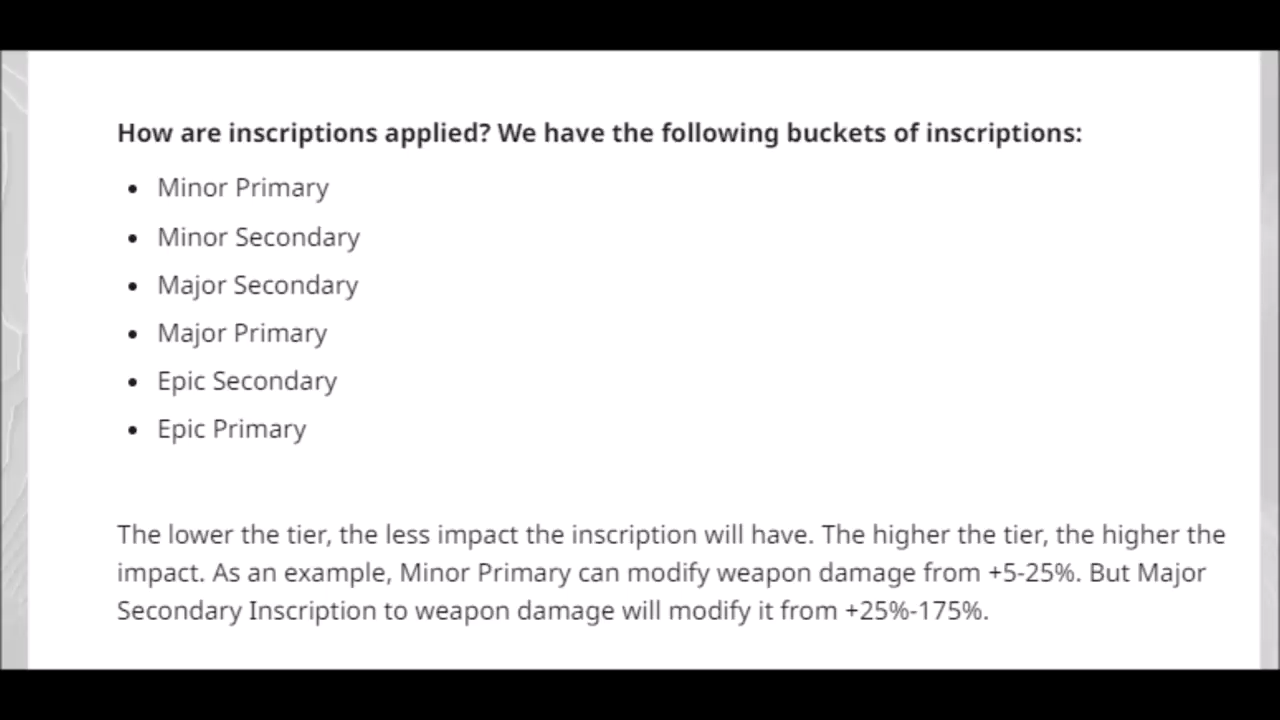 How are inscriptions applied? We have the following buckets of inscriptions:
• Minor Primary
• Minor Secondary
• Major Secondary
• Major Primary
• Epic Secondary
• Epic Primary
The lower the tier, the less impact the inscription will have. The higher the tier, the higher the
impact. As an example, Minor Primary can modify weapon damage from +5-25%. But Major
Secondary Inscription to weapon damage will modify it from +25%-175%.